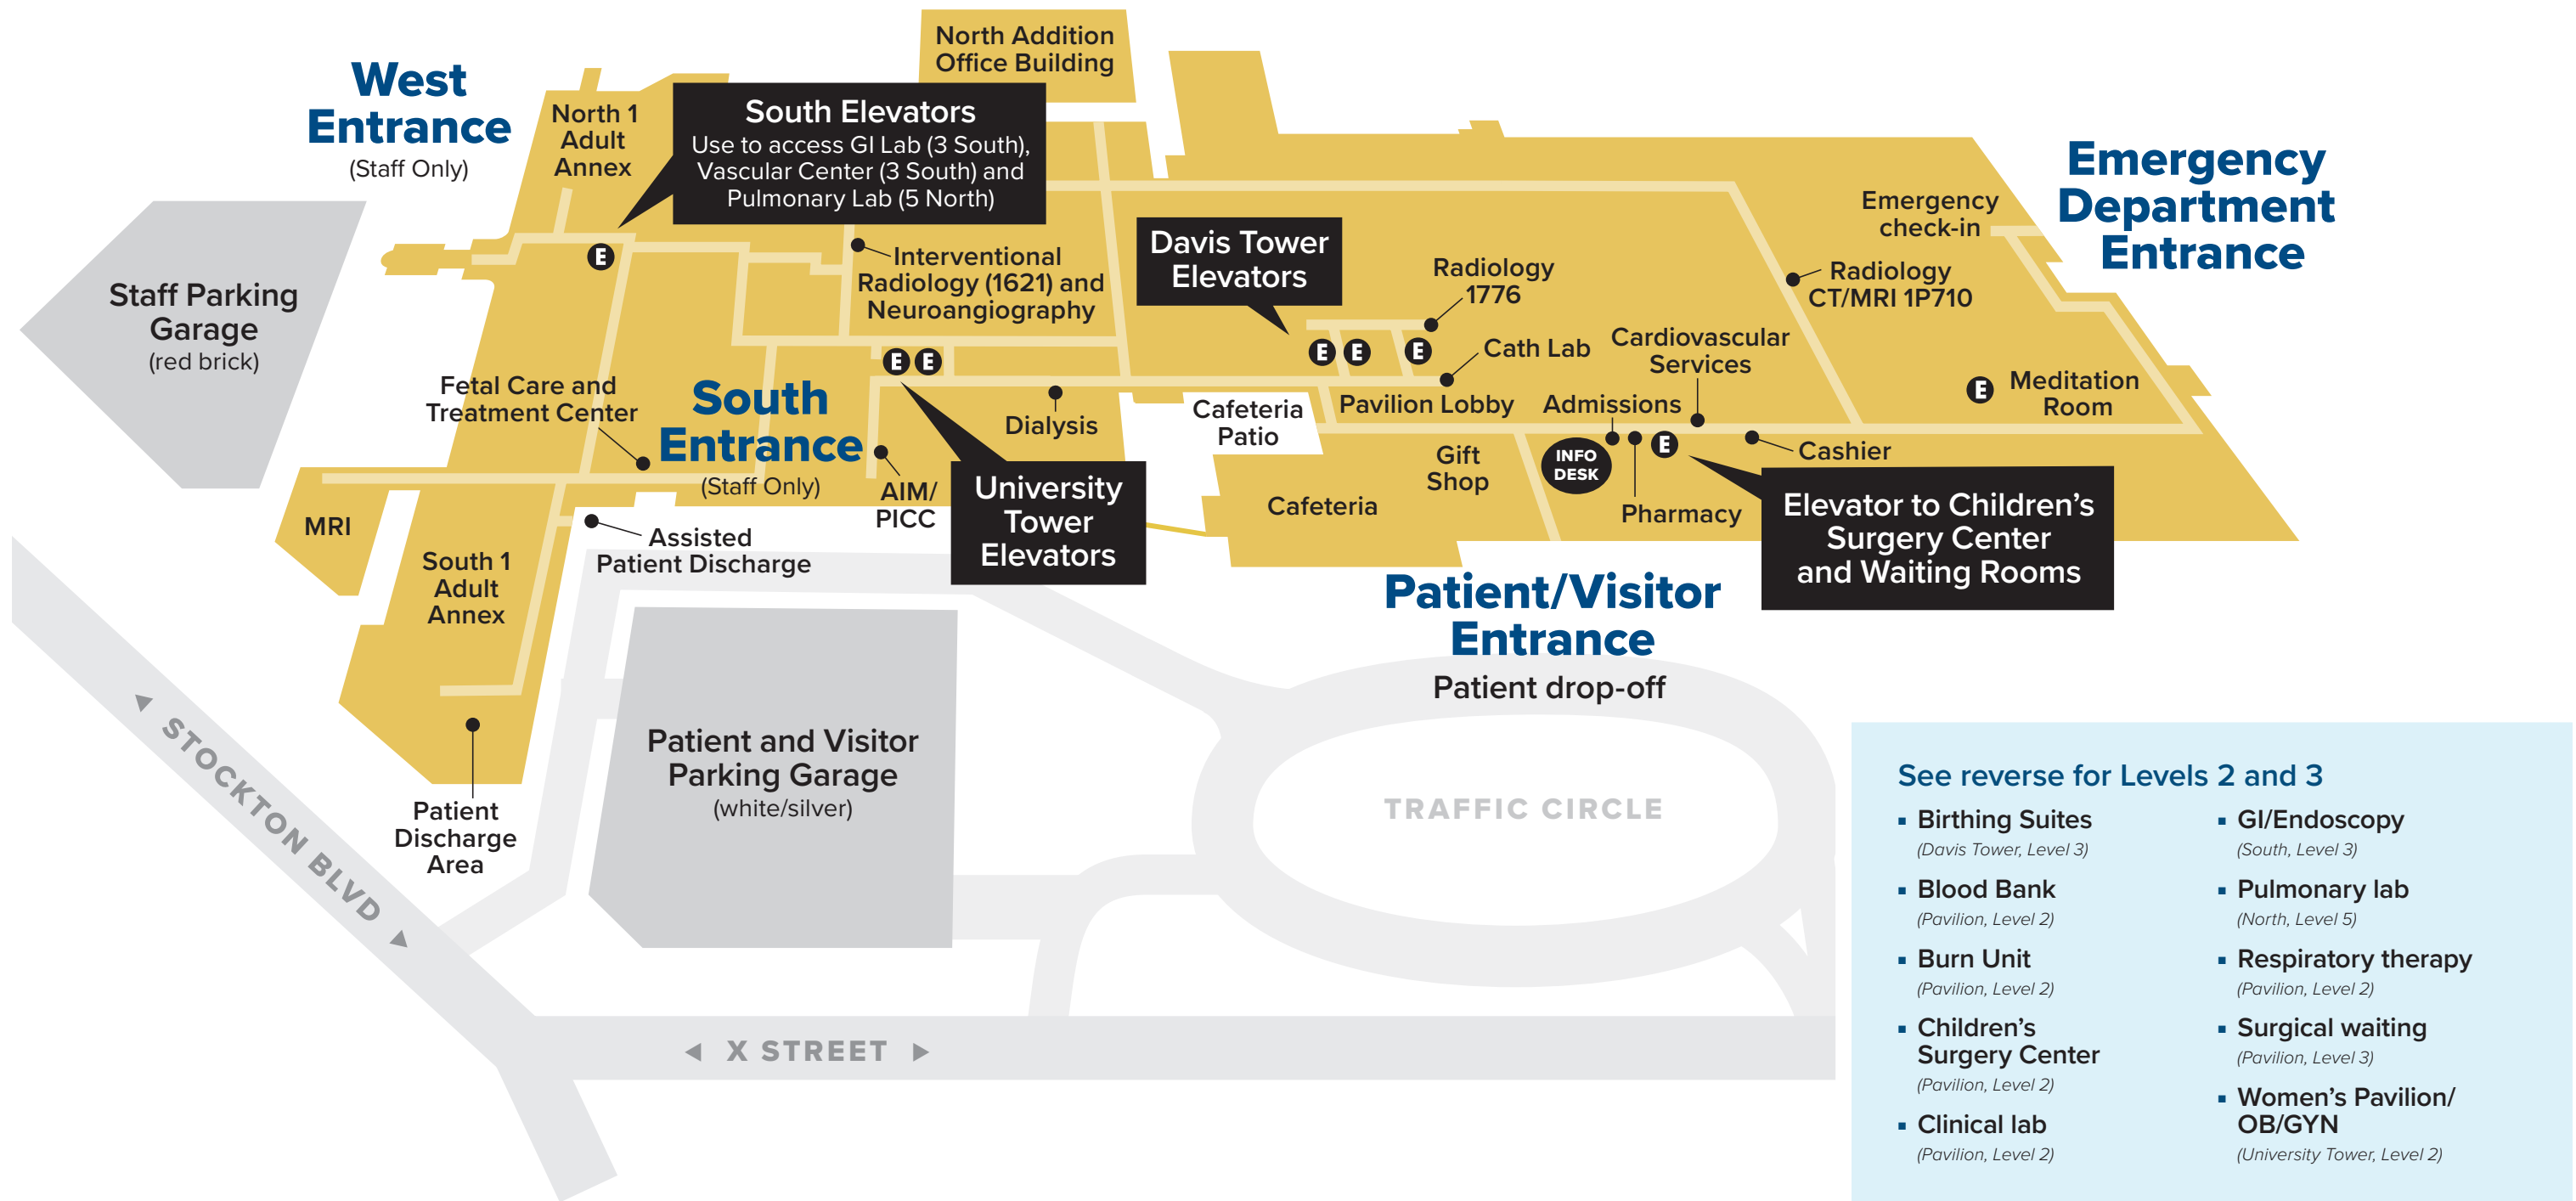 North Addition
Office Building
West
Entrance
(Staff Only)
North 1
Adult
Annex
South Elevators
Use to access GI Lab (3 South),
Vascular Center (3 South) and
Pulmonary Lab (5 North)
Emergency
Department
Entrance
Emergency
check-in
Davis Tower
Elevators
E
Interventional
Radiology (1621) and
Neuroangiography
Radiology
1776
Radiology
CT/MRI 1P710
Staff Parking
Garage
(red brick)
E E
E E
E
Cath Lab
Cardiovascular
Services
Fetal Care and
Treatment Center
South
Entrance
(Staff Only)
Dialysis
Cafeteria
Patio
Pavilion Lobby
Admissions
E
Meditation
Room
AIM/
PICC
University
Tower
Elevators
Cafeteria
Gift
Shop
INFO
DESK
E
Cashier
Pharmacy
Elevator to Children’s
Surgery Center
and Waiting Rooms
MRI
South 1
Adult
Annex
Assisted
Patient Discharge
Patient/Visitor
Entrance
Patient drop-off
Patient and Visitor
Parking Garage
(white/silver)
TRAFFIC CIRCLE
Patient
Discharge
Area
STOCKTON BLVD
X STREET
See reverse for Levels 2 and 3
▪ Birthing Suites
(Davis Tower, Level 3)
▪ Blood Bank
(Pavilion, Level 2)
▪ Burn Unit
(Pavilion, Level 2)
▪ Children’s
Surgery Center
(Pavilion, Level 2)
▪ Clinical lab
(Pavilion, Level 2)
▪ GI/Endoscopy
(South, Level 3)
▪ Pulmonary lab
(North, Level 5)
▪ Respiratory therapy
(Pavilion, Level 2)
▪ Surgical waiting
(Pavilion, Level 3)
▪ Women’s Pavilion/
OB/GYN
(University Tower, Level 2)